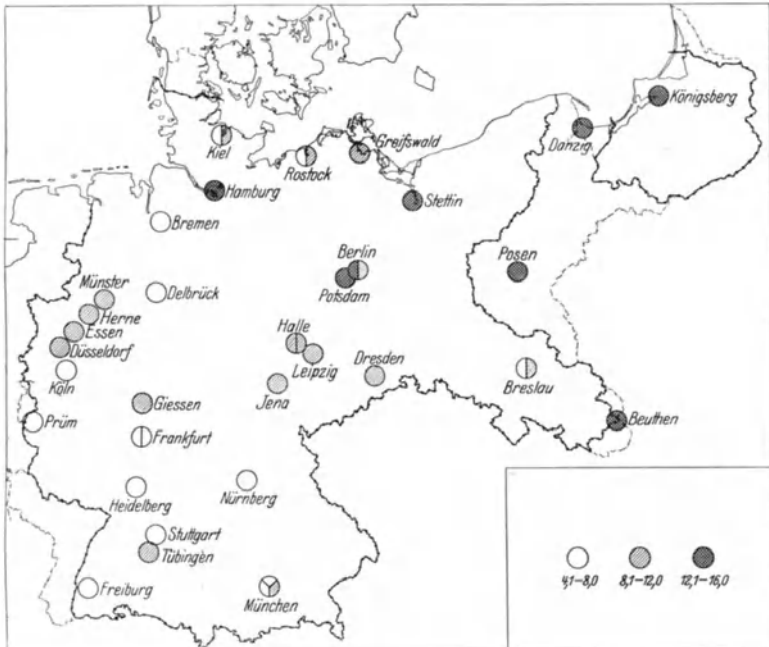 Königsberg
Danzig
Kiel
Rostock
Greifswald
Hamburg
Stettin
Bremen
Berlin
Posen
Potsdam
Münster
Delbrück
Herne
Essen
Düsseldorf
Halle
Leipzig
Dresden
Köln
Jena
Breslau
Giessen
Prüm
Frankfurt
Beuthen
Heidelberg
Nürnberg
Stuttgart
Tübingen
Freiburg
München
4,1–8,0 8,1–12,0 12,1–16,0